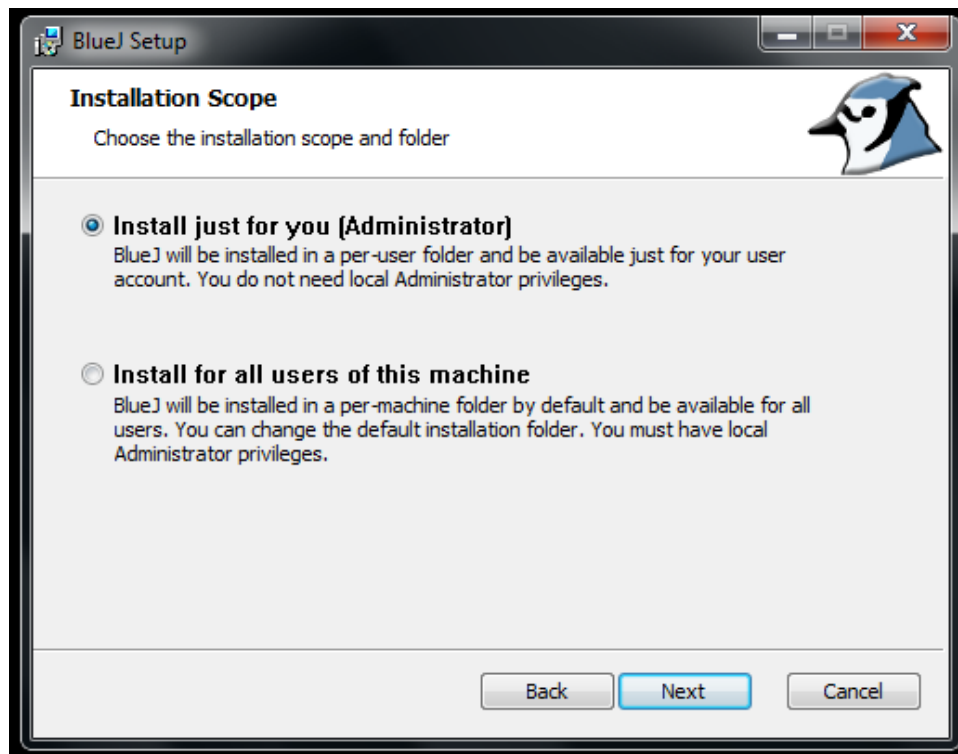 BlueJ Setup
Installation Scope
Choose the installation scope and folder
Install just for you (Administrator)
BlueJ will be installed in a per-user folder and be available just for your user
account. You do not need local Administrator privileges.
Install for all users of this machine
BlueJ will be installed in a per-machine folder by default and be available for all
users. You can change the default installation folder. You must have local
Administrator privileges.
Back Next Cancel